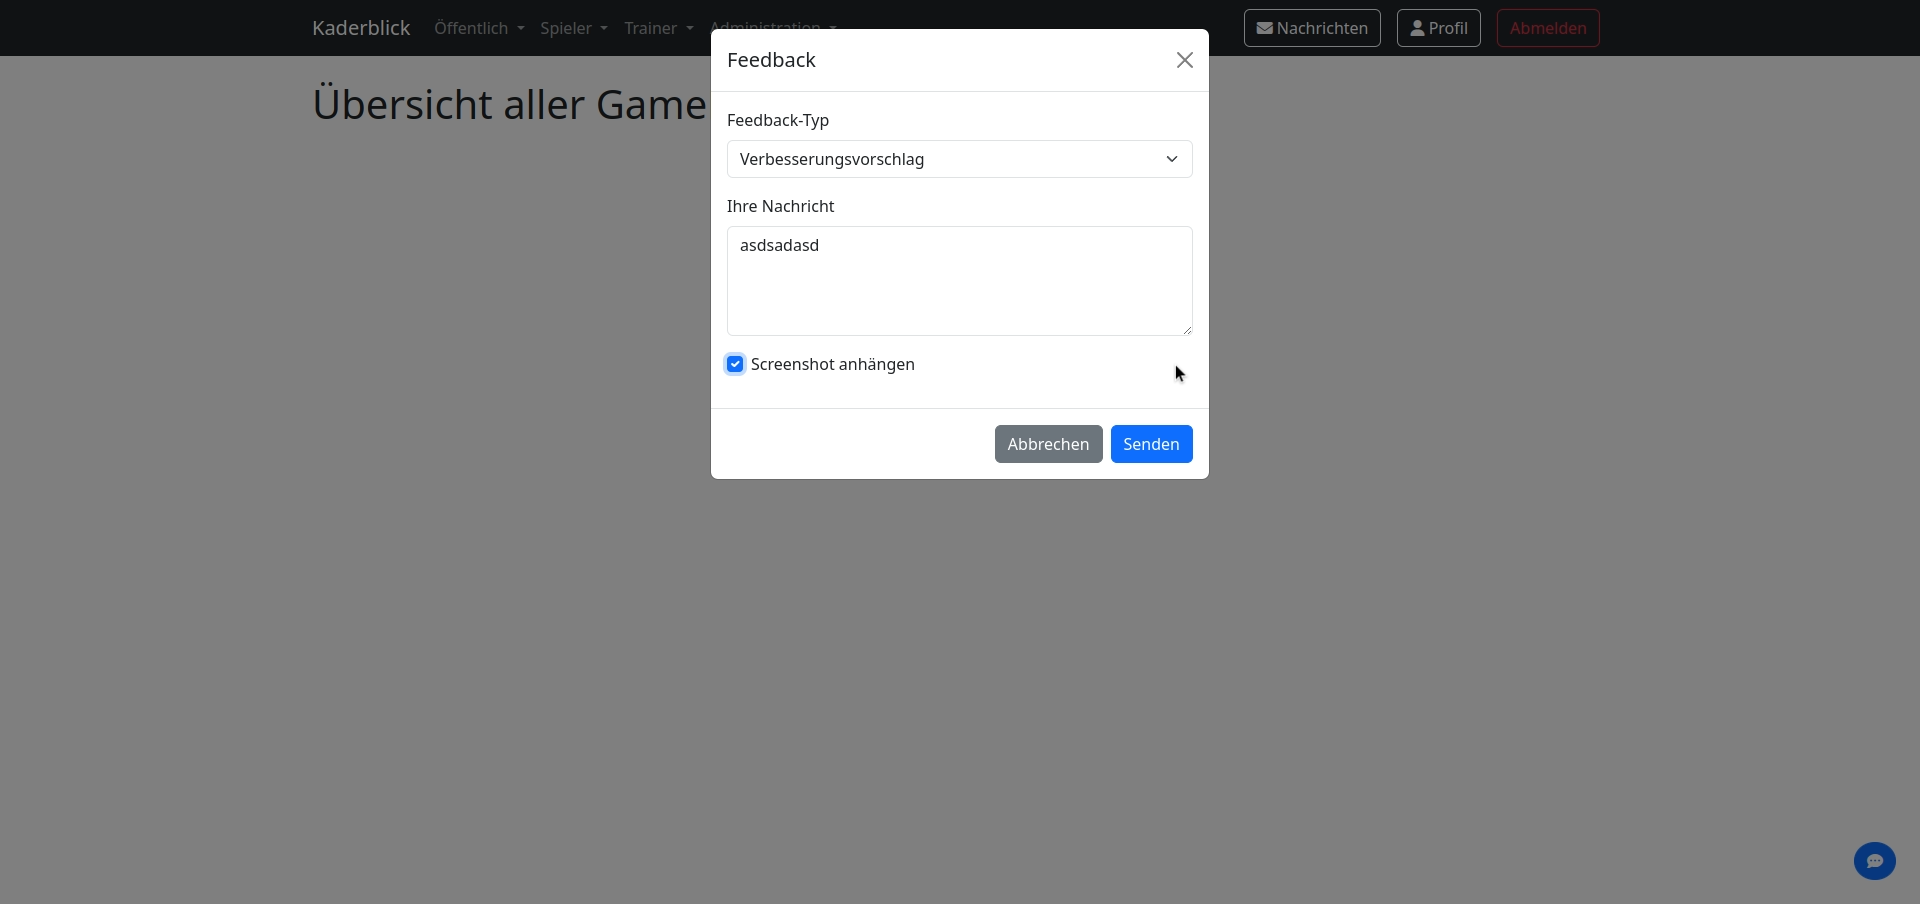 Kaderblick Öffentlich Spieler Trainer Administration Nachrichten Profil Abmelden
Übersicht aller Game
Feedback
Feedback-Typ
Verbesserungsvorschlag
Ihre Nachricht
asdsadasd
Screenshot anhängen
Abbrechen Senden